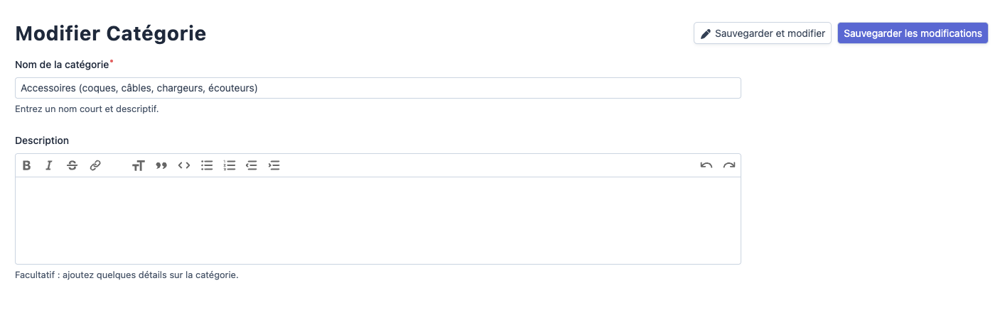 Modifier Catégorie
Sauvegarder et modifier
Sauvegarder les modifications
Nom de la catégorie*
Accessoires (coques, câbles, chargeurs, écouteurs)
Entrez un nom court et descriptif.
Description
Facultatif : ajoutez quelques détails sur la catégorie.